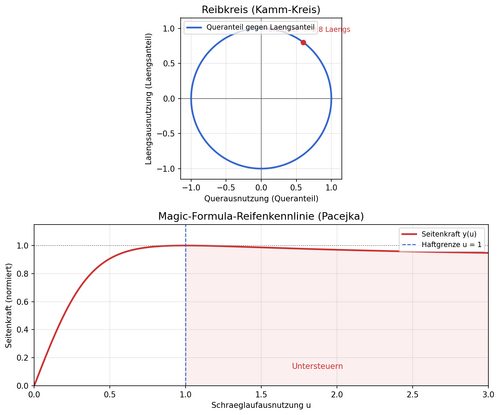 Reibkreis (Kamm-Kreis)
Queranteil gegen Laengsanteil
8 Laengs
1.0
0.5
0.0
−0.5
−1.0
Laengsausnutzung (Laengsanteil)
−1.0 −0.5 0.0 0.5 1.0
Querausnutzung (Queranteil)
Magic-Formula-Reifenkennlinie (Pacejka)
Seitenkraft y(u)
Haftgrenze u = 1
1.0
0.8
0.6
0.4
0.2
0.0
Seitenkraft (normiert)
Untersteuern
0.0 0.5 1.0 1.5 2.0 2.5 3.0
Schraeglaufausnutzung u